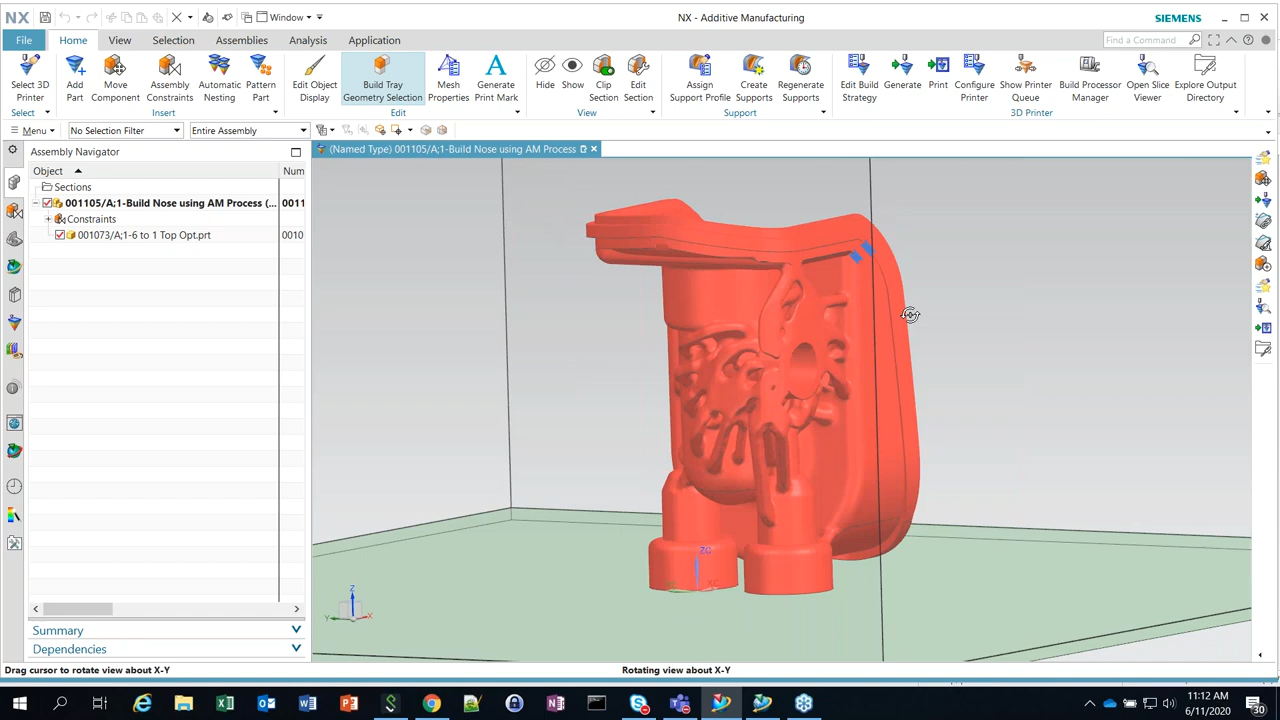 NX
Window
NX - Additive Manufacturing
SIEMENS
File
Home
View
Selection
Assemblies
Analysis
Application
Find a Command
Select 3D Printer
Add Part
Move Component
Assembly Constraints
Automatic Nesting
Pattern Part
Edit Object Display
Build Tray Geometry Selection
Mesh Properties
Generate Print Mark
Hide
Show
Clip Section
Edit Section
Assign Support Profile
Create Supports
Regenerate Supports
Edit Build Strategy
Generate
Print
Configure Printer
Show Printer Queue
Build Processor Manager
Open Slice Viewer
Explore Output Directory
Select
Insert
Edit
View
Support
3D Printer
Menu
No Selection Filter
Entire Assembly
Assembly Navigator
(Named Type) 001105/A;1-Build Nose using AM Process
Object
Num
Sections
001105/A;1-Build Nose using AM Process (...
0011
Constraints
001073/A;1-6 to 1 Top Opt.prt
0010
ZC
XC
Z
Y
X
Summary
Dependencies
Drag cursor to rotate view about X-Y
Rotating view about X-Y
11:12 AM
6/11/2020
30